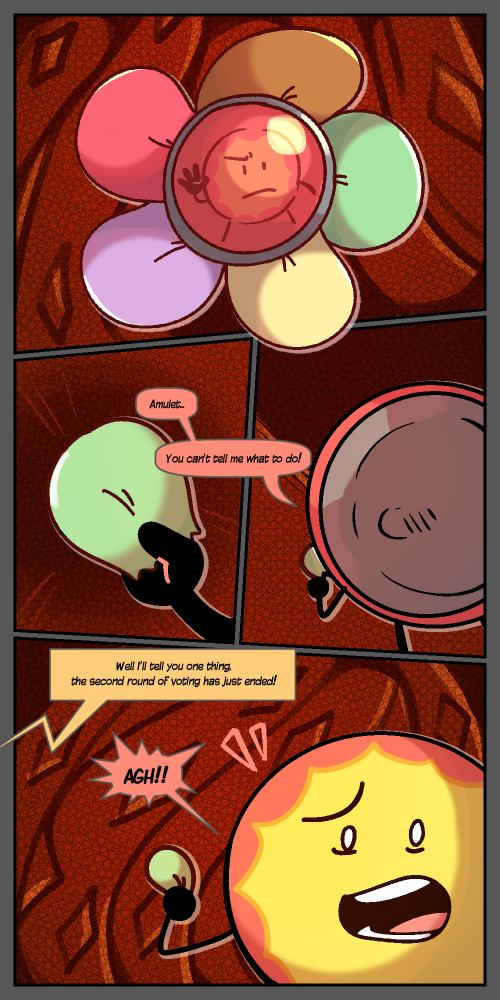 Amulet..
You can't tell me what to do!
Well I'll tell you one thing,
the second round of voting has just ended!
AGH!!